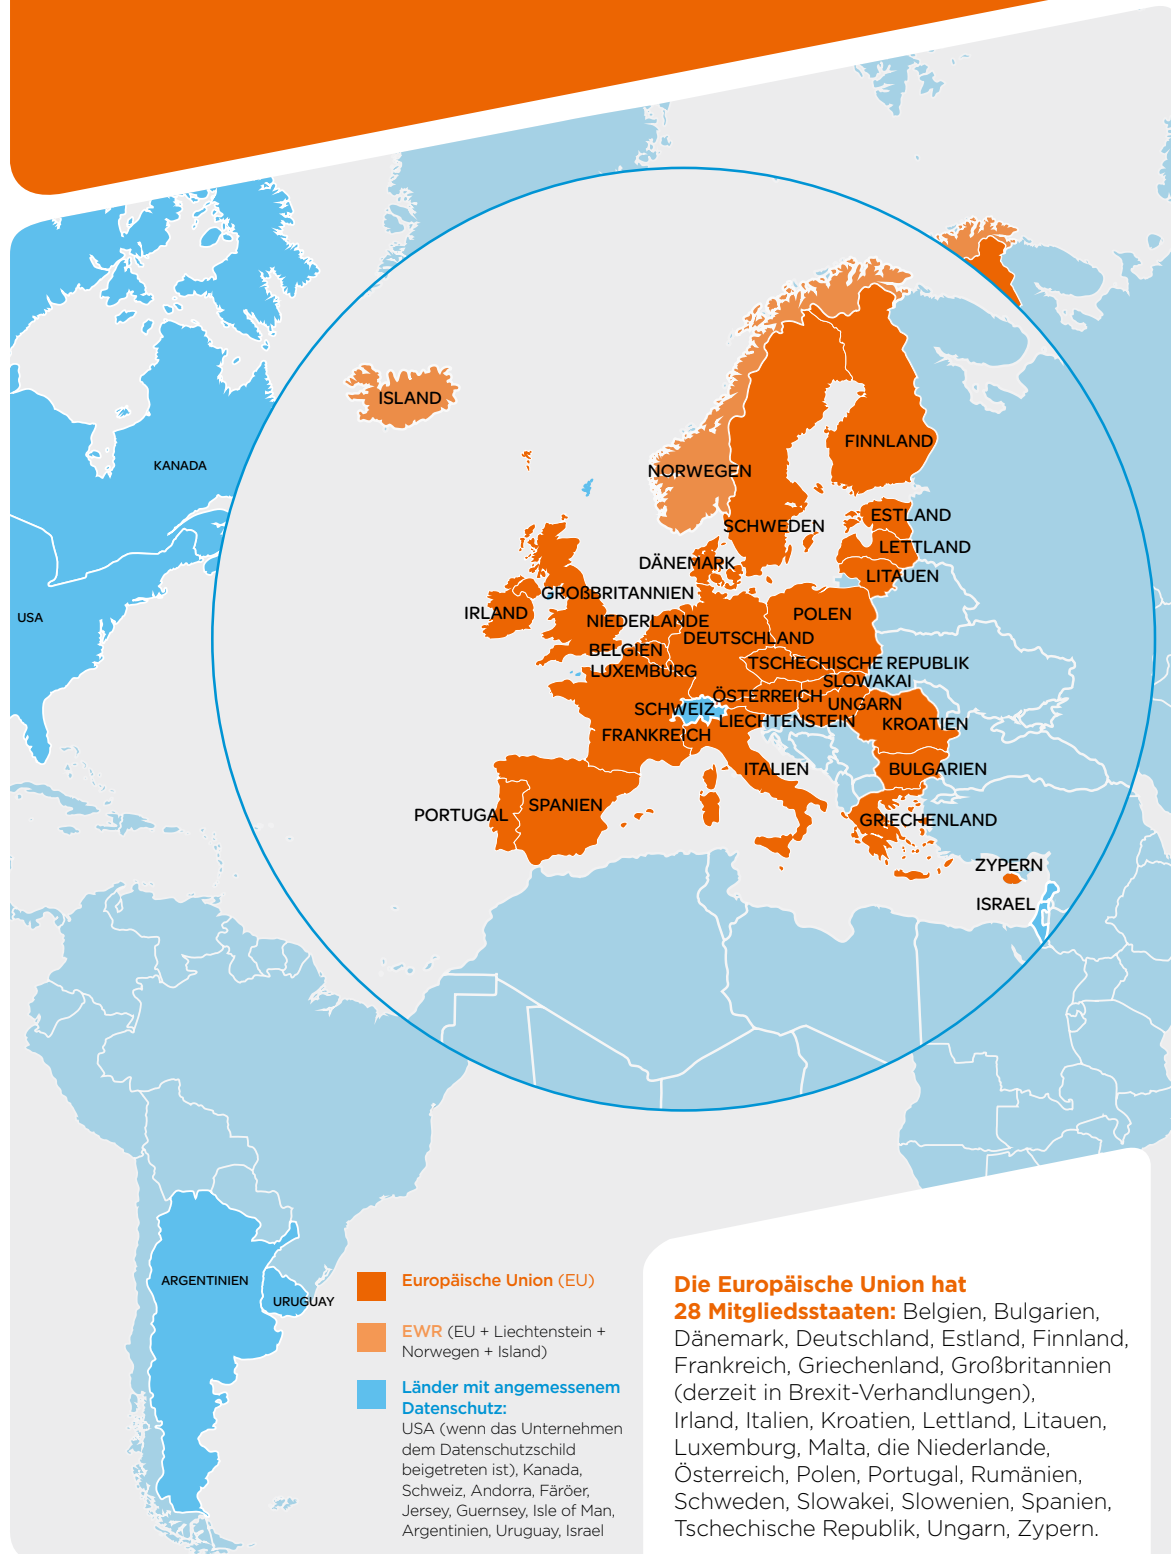 ISLAND
KANADA
FINNLAND
NORWEGEN
SCHWEDEN
ESTLAND
LETTLAND
DÄNEMARK
LITAUEN
GROßBRITANNIEN
IRLAND
NIEDERLANDE
POLEN
USA
DEUTSCHLAND
BELGIEN
TSCHECHISCHE REPUBLIK
LUXEMBURG
SLOWAKAI
ÖSTERREICH
UNGARN
SCHWEIZ
LIECHTENSTEIN
KROATIEN
FRANKREICH
ITALIEN
BULGARIEN
SPANIEN
PORTUGAL
GRIECHENLAND
ZYPERN
ISRAEL
ARGENTINIEN
URUGUAY
Europäische Union (EU)
EWR (EU + Liechtenstein +
Norwegen + Island)
Länder mit angemessenem
Datenschutz:
USA (wenn das Unternehmen
dem Datenschutzschild
beigetreten ist), Kanada,
Schweiz, Andorra, Färöer,
Jersey, Guernsey, Isle of Man,
Argentinien, Uruguay, Israel
Die Europäische Union hat
28 Mitgliedsstaaten: Belgien, Bulgarien,
Dänemark, Deutschland, Estland, Finnland,
Frankreich, Griechenland, Großbritannien
(derzeit in Brexit-Verhandlungen),
Irland, Italien, Kroatien, Lettland, Litauen,
Luxemburg, Malta, die Niederlande,
Österreich, Polen, Portugal, Rumänien,
Schweden, Slowakei, Slowenien, Spanien,
Tschechische Republik, Ungarn, Zypern.